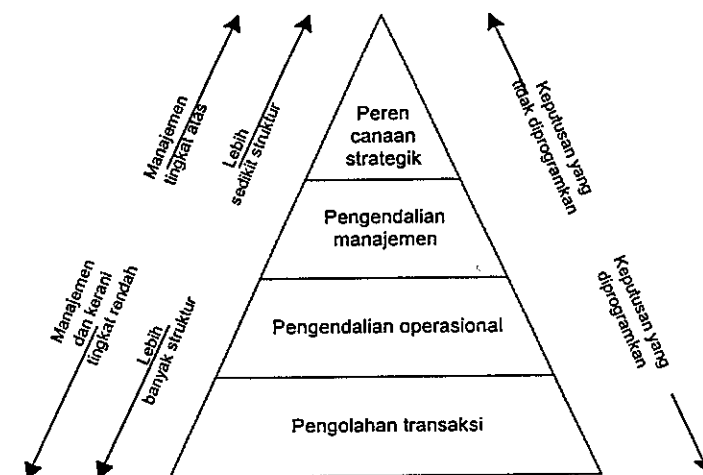 Manajemen
tingkat atas
Lebih
sedikit struktur
Peren
canaan
strategik
Keputusan yang
tidak diprogramkan
Pengendalian
manajemen
Manajemen
dan kerani
tingkat rendah
Lebih
banyak struktur
Pengendalian operasional
Keputusan yang
diprogramkan
Pengolahan transaksi